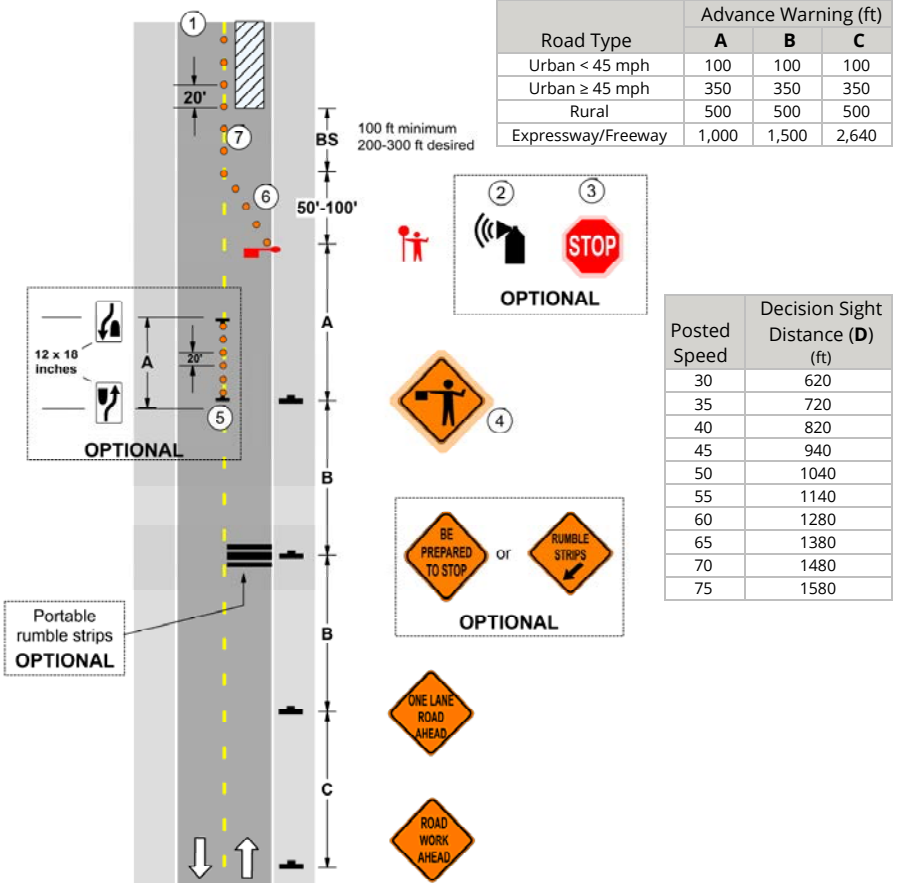 1
20'
7
BS
100 ft minimum
200-300 ft desired
6
50'-100'
2
3
STOP
OPTIONAL
A
12 x 18
inches
A
20'
5
OPTIONAL
4
B
BE
PREPARED
TO STOP
or
RUMBLE
STRIPS
OPTIONAL
Portable
rumble strips
OPTIONAL
B
ONE LANE
ROAD
AHEAD
C
ROAD
WORK
AHEAD
Advance Warning (ft)
Road Type A B C
Urban < 45 mph 100 100 100
Urban ≥ 45 mph 350 350 350
Rural 500 500 500
Expressway/Freeway 1,000 1,500 2,640
Posted
Speed
Decision Sight
Distance (D)
(ft)
30 620
35 720
40 820
45 940
50 1040
55 1140
60 1280
65 1380
70 1480
75 1580